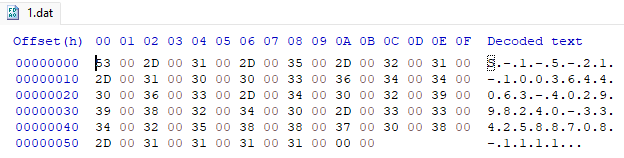 1.dat
Offset(h) 00 01 02 03 04 05 06 07 08 09 0A 0B 0C 0D 0E 0F Decoded text
00000000 53 00 2D 00 31 00 2D 00 35 00 2D 00 32 00 31 00 S.-.1.-.5.-.2.1.
00000010 2D 00 31 00 30 00 30 00 33 00 36 00 34 00 34 00 -.1.0.0.3.6.4.4.
00000020 30 00 36 00 33 00 2D 00 34 00 30 00 32 00 39 00 0.6.3.-.4.0.2.9.
00000030 39 00 38 00 32 00 34 00 30 00 2D 00 33 00 33 00 9.8.2.4.0.-.3.3.
00000040 34 00 32 00 35 00 38 00 38 00 37 00 30 00 38 00 4.2.5.8.8.7.0.8.
00000050 2D 00 31 00 31 00 31 00 31 00 00 00 -.1.1.1.1...